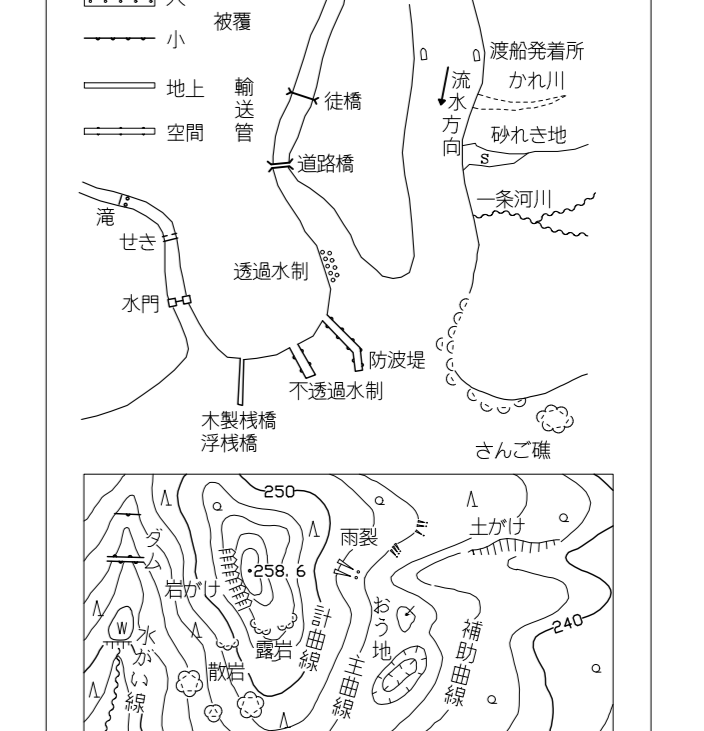 被覆
小
地上
輸送管
空間
徒橋
道路橋
渡船発着所
流水方向
かれ川
砂れき地
S
一条河川
滝
せき
水門
透過水制
防波堤
不透過水制
木製桟橋
浮桟橋
さんご礁
250
土がけ
雨裂
ダム
258.6
岩がけ
計曲線
おう地
補助曲線
240
W
水がい線
露岩
散岩
主曲線